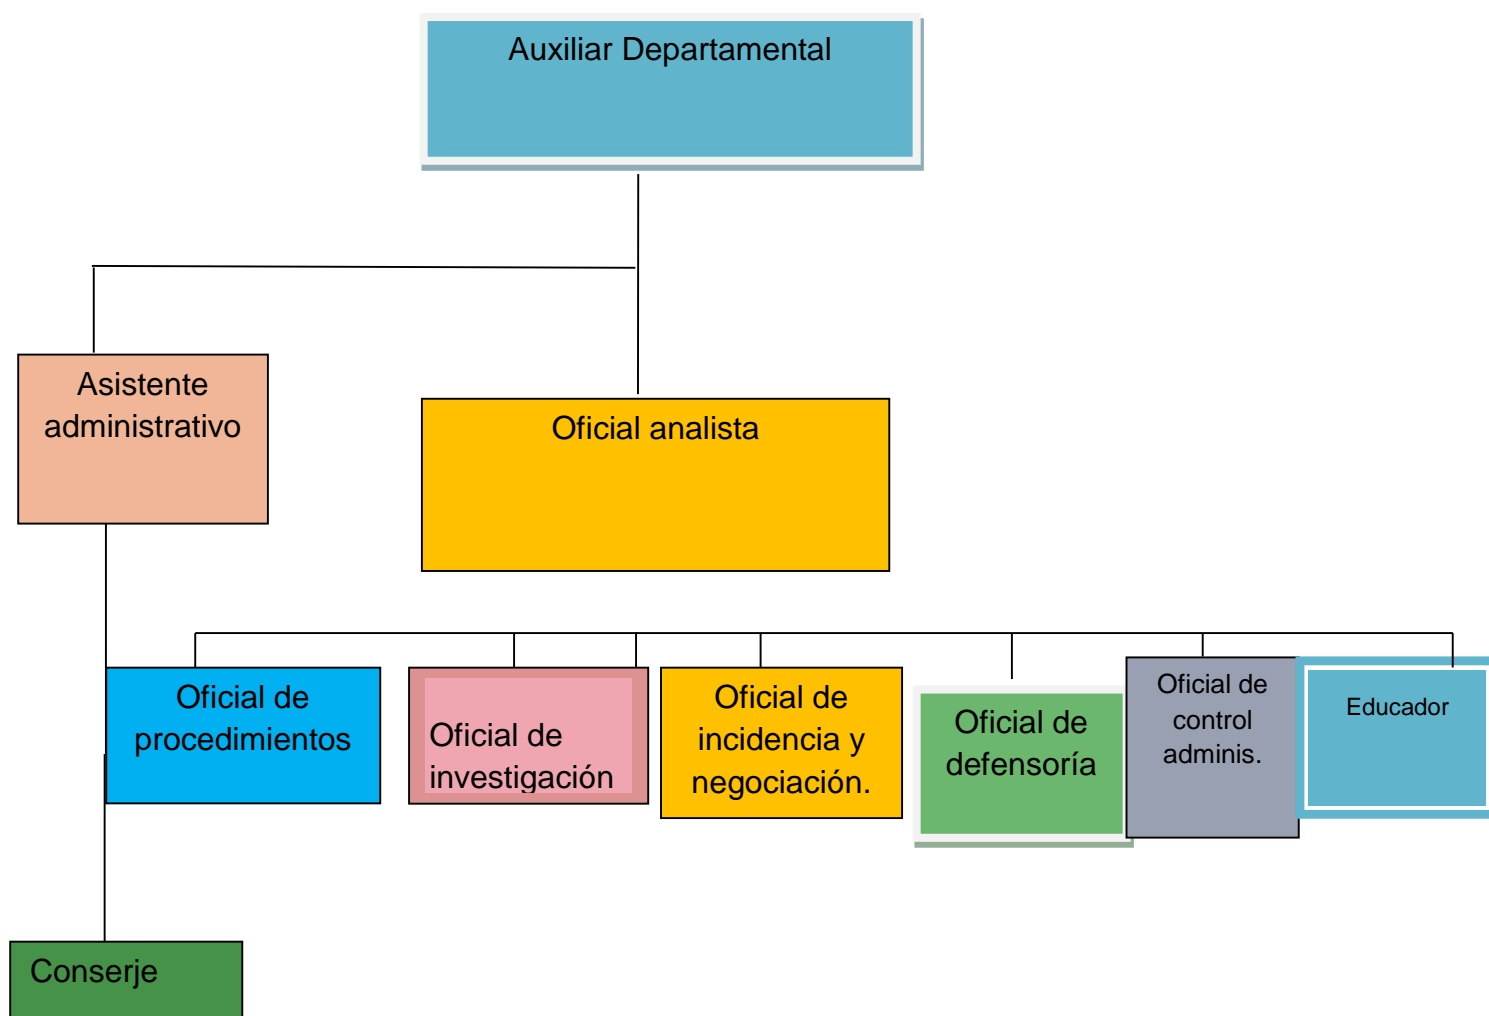 Auxiliar Departamental
Asistente
administrativo
Oficial analista
Oficial de
procedimientos
Oficial de
investigación
Oficial de
incidencia y
negociación.
Oficial de
defensoría
Oficial de
control
adminis.
Educador
Conserje